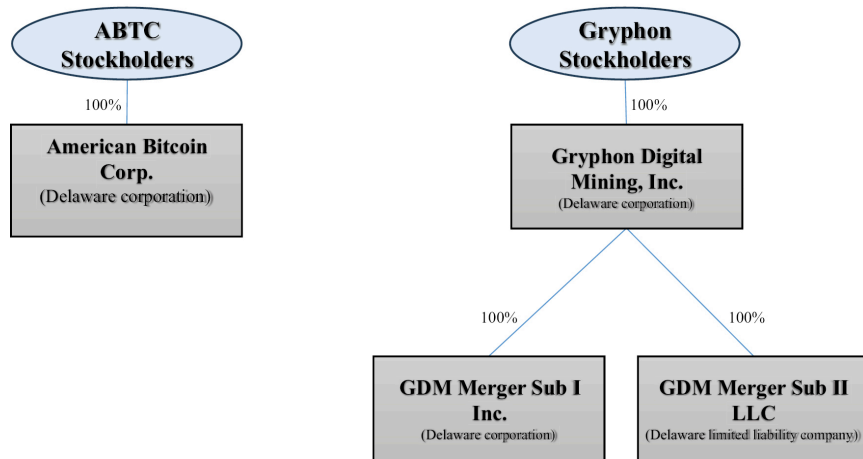 ABTC
Stockholders
100%
American Bitcoin
Corp.
(Delaware corporation)
Gryphon
Stockholders
100%
Gryphon Digital
Mining, Inc.
(Delaware corporation)
100%
100%
GDM Merger Sub I
Inc.
(Delaware corporation)
GDM Merger Sub II
LLC
(Delaware limited liability company)